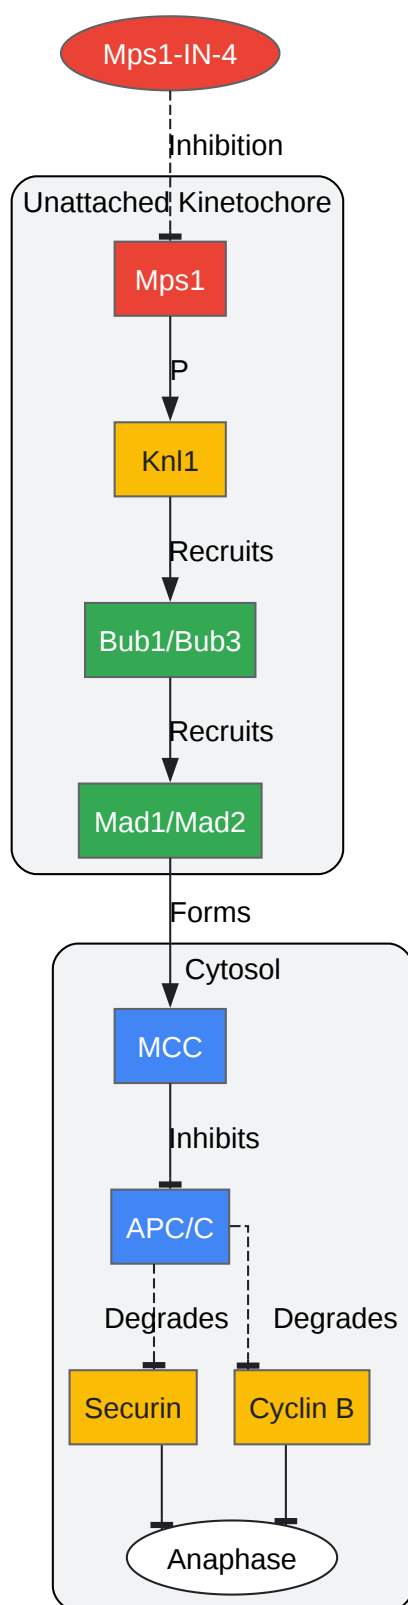 Mps1-IN-4
Inhibition
Unattached Kinetochore
Mps1
P
Knl1
Recruits
Bub1/Bub3
Recruits
Mad1/Mad2
Forms
Cytosol
MCC
Inhibits
APC/C
Degrades
Degrades
Securin
Cyclin B
Anaphase